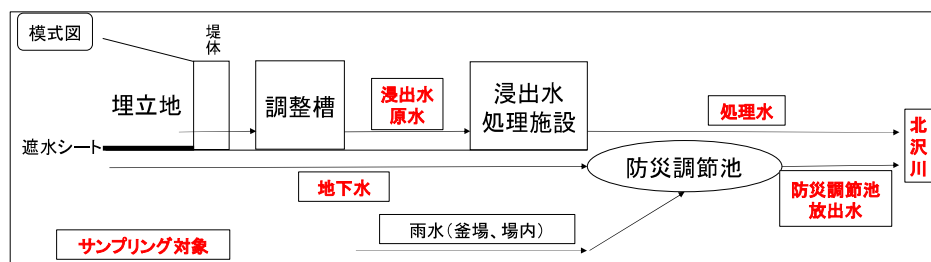 模式図
堤体
埋立地
調整槽
浸出水
原水
浸出水
処理施設
処理水
北沢川
遮水シート
地下水
防災調節池
防災調節池
放出水
雨水(釜場、場内)
サンプリング対象